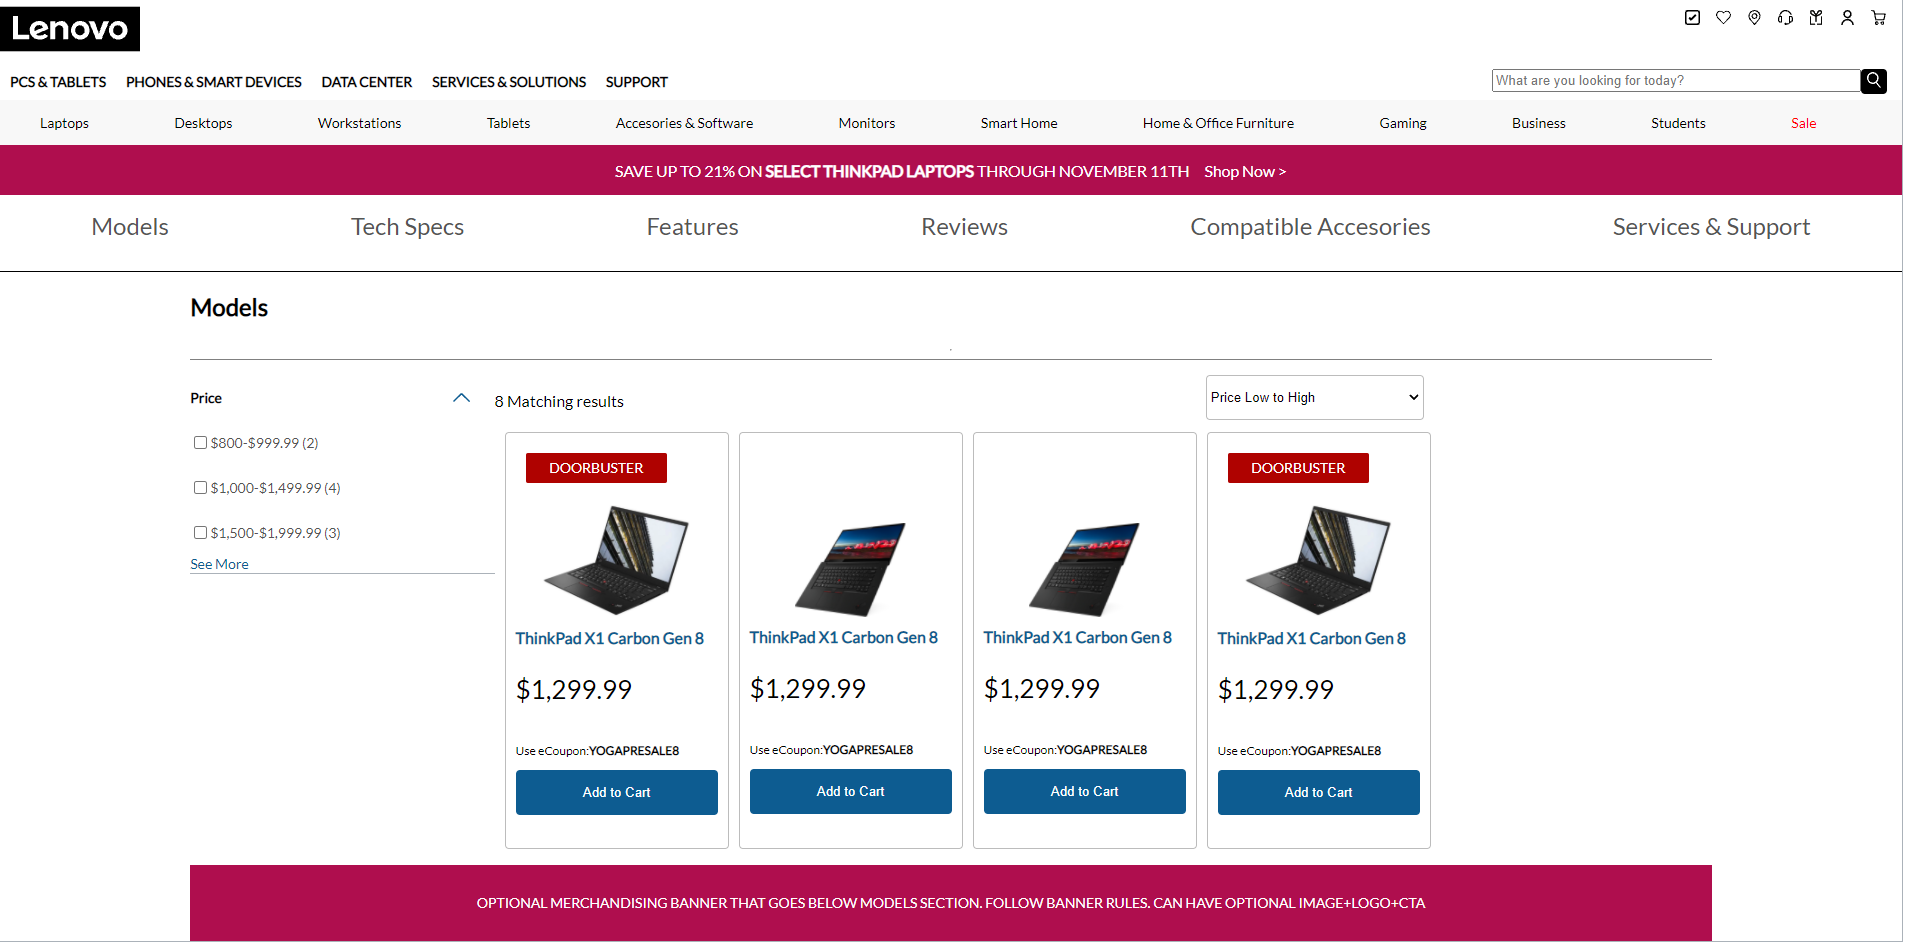 Lenovo
PCS & TABLETS PHONES & SMART DEVICES DATA CENTER SERVICES & SOLUTIONS SUPPORT
What are you looking for today?
Laptops Desktops Workstations Tablets Accesories & Software Monitors Smart Home Home & Office Furniture Gaming Business Students Sale
SAVE UP TO 21% ON SELECT THINKPAD LAPTOPS THROUGH NOVEMBER 11TH Shop Now >
Models Tech Specs Features Reviews Compatible Accesories Services & Support
Models
Price
$800-$999.99 (2)
$1,000-$1,499.99 (4)
$1,500-$1,999.99 (3)
See More
8 Matching results
Price Low to High
DOORBUSTER
ThinkPad X1 Carbon Gen 8
$1,299.99
Use eCoupon:YOGAPRESALE8
Add to Cart
ThinkPad X1 Carbon Gen 8
$1,299.99
Use eCoupon:YOGAPRESALE8
Add to Cart
ThinkPad X1 Carbon Gen 8
$1,299.99
Use eCoupon:YOGAPRESALE8
Add to Cart
DOORBUSTER
ThinkPad X1 Carbon Gen 8
$1,299.99
Use eCoupon:YOGAPRESALE8
Add to Cart
OPTIONAL MERCHANDISING BANNER THAT GOES BELOW MODELS SECTION. FOLLOW BANNER RULES. CAN HAVE OPTIONAL IMAGE+LOGO+CTA